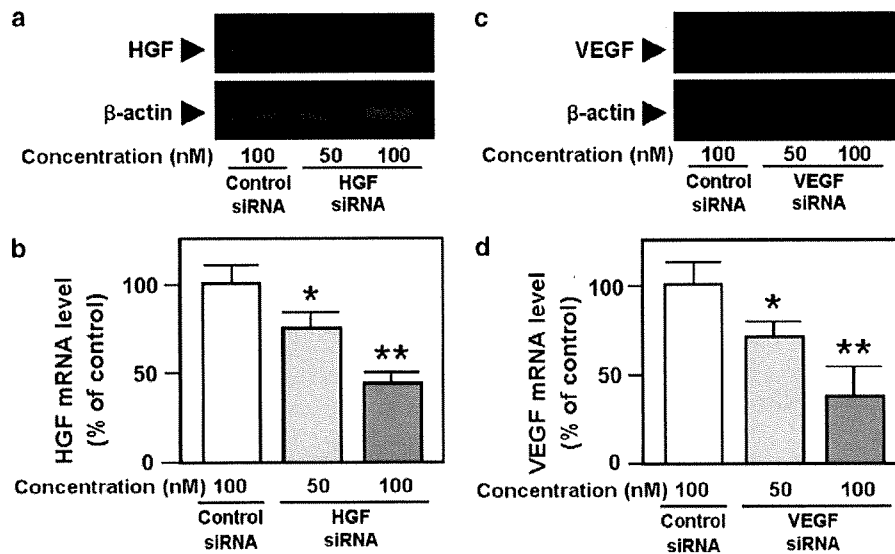 a
HGF
β-actin
Concentration (nM) 100 50 100
Control siRNA
HGF siRNA
c
VEGF
β-actin
Concentration (nM) 100 50 100
Control siRNA
VEGF siRNA
b
HGF mRNA level
(% of control)
100
50
0
*
**
Concentration (nM) 100 50 100
Control siRNA
HGF siRNA
d
VEGF mRNA level
(% of control)
100
50
0
*
**
Concentration (nM) 100 50 100
Control siRNA
VEGF siRNA